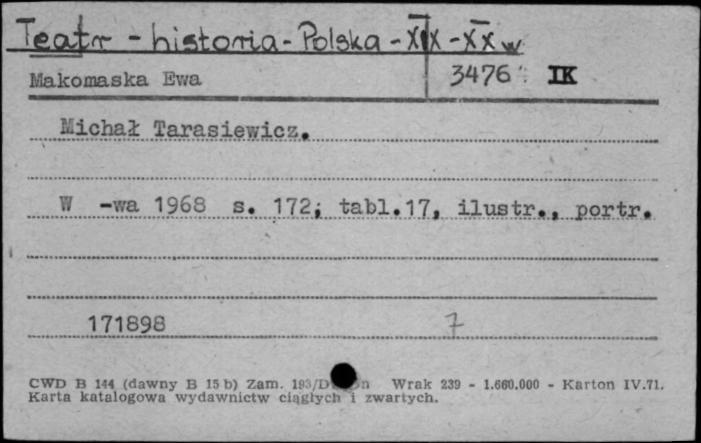 Teatr - historia - Polska - XIX - XX w
Makomaska Ewa 3476 IK
Michał Tarasiewicz.
W -wa 1968 s. 172; tabl.17, ilustr., portr.
171898 7
CWD B 144 (dawny B 15 b) Zam. Wrak 239 - 1.660.000 - Karton IV.71.
Karta katalogowa wydawnictw ciągłych i zwartych.